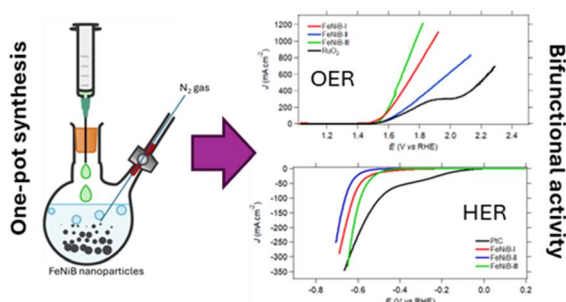 One-pot synthesis
N₂ gas
FeNiB nanoparticles
1200
1000
800
600
400
200
0
J (mA cm⁻²)
FeNiB-I
FeNiB-II
FeNiB-III
RuO₂
OER
1.2 1.4 1.6 1.8 2.0 2.2 2.4
E (V vs RHE)
0
-50
-100
-150
-200
-250
-300
-350
J (mA cm⁻²)
HER
PtC
FeNiB-I
FeNiB-II
FeNiB-III
-0.8 -0.6 -0.4 -0.2 0.0 0.2
E (V vs RHE)
Bifunctional activity